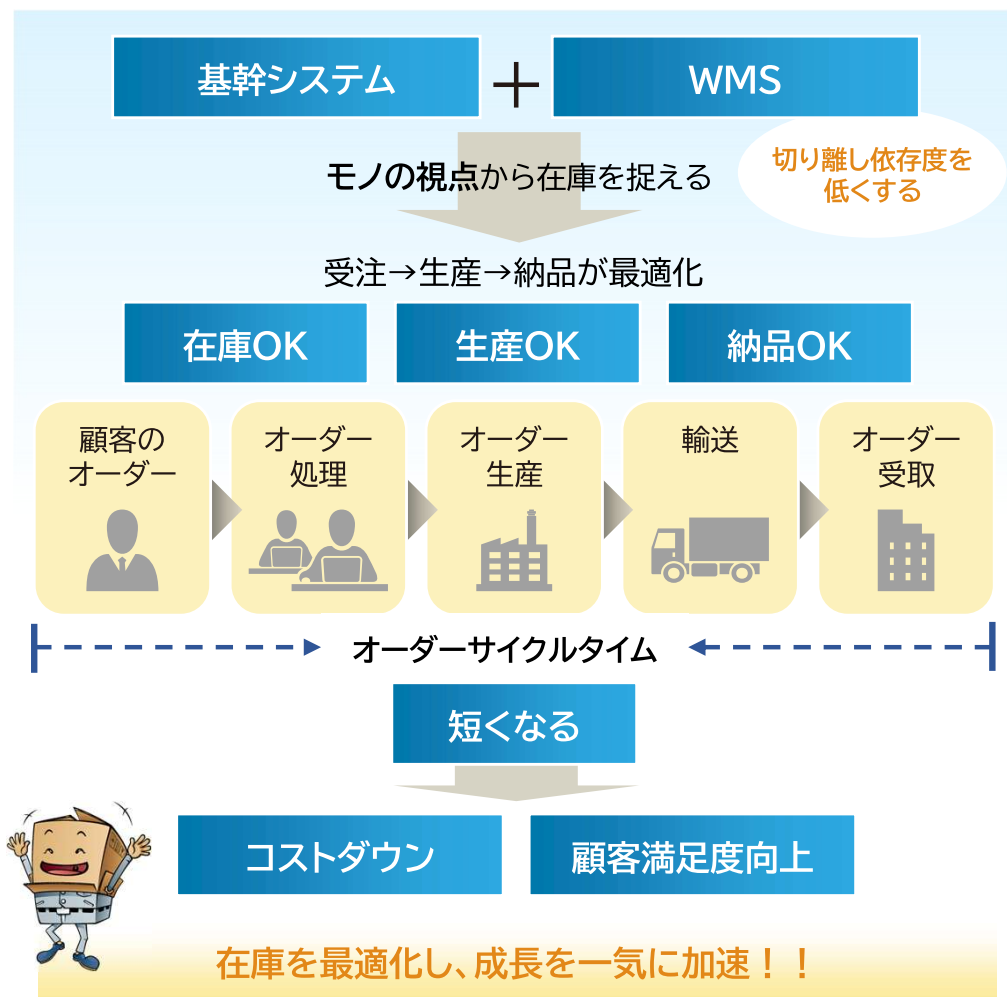 基幹システム
＋
WMS
切り離し依存度を
低くする
モノの視点から在庫を捉える
受注→生産→納品が最適化
在庫OK
生産OK
納品OK
顧客の
オーダー
オーダー
処理
オーダー
生産
輸送
オーダー
受取
オーダーサイクルタイム
短くなる
コストダウン
顧客満足度向上
在庫を最適化し、成長を一気に加速！！